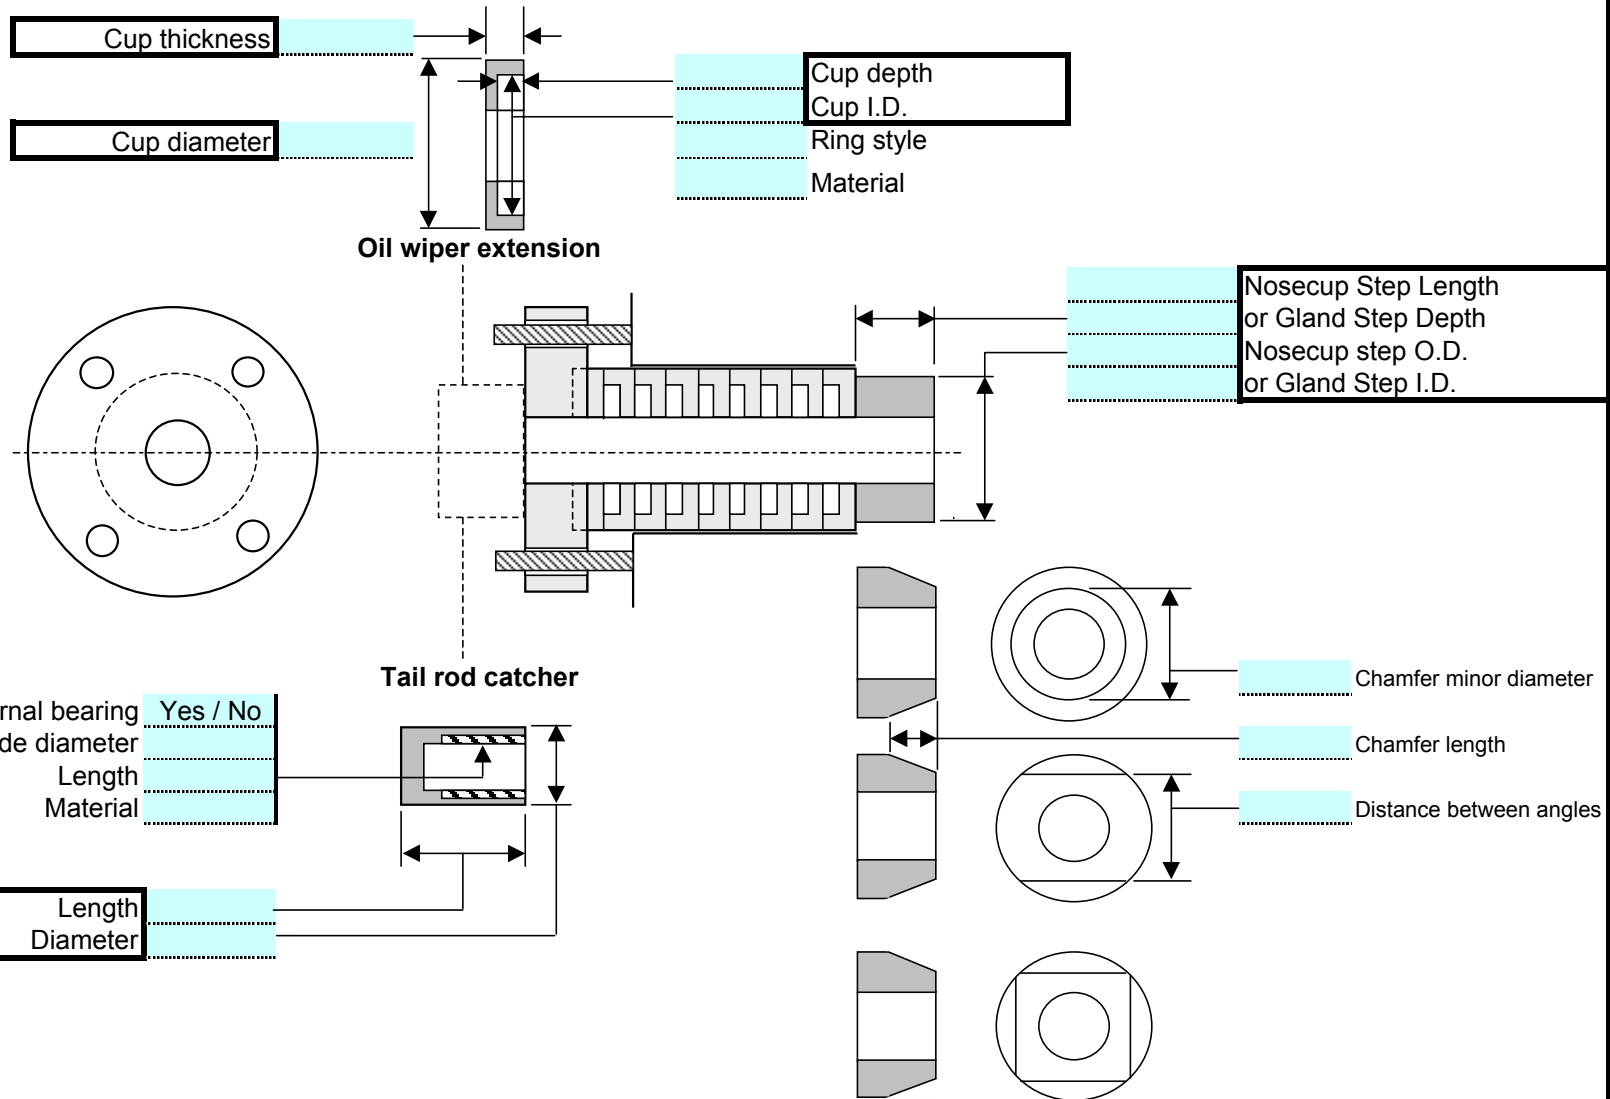 Cup thickness
Cup depth
Cup I.D.
Cup diameter
Ring style
Material
Oil wiper extension
Nosecup Step Length
or Gland Step Depth
Nosecup step O.D.
or Gland Step I.D.
Tail rod catcher
Chamfer minor diameter
bearing Yes / No
diameter
Length
Material
Chamfer length
Distance between angles
Length
Diameter